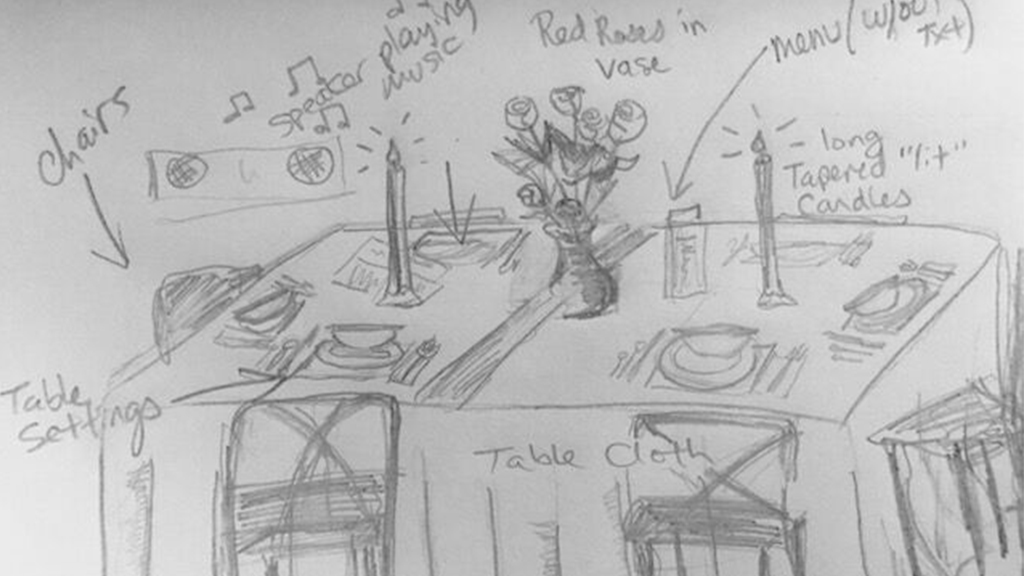 chairs
speaker
playing
music
Red Roses in
vase
menu (w/out
Txt)
long
Tapered "lit"
Candles
Table
Settings
Table Cloth